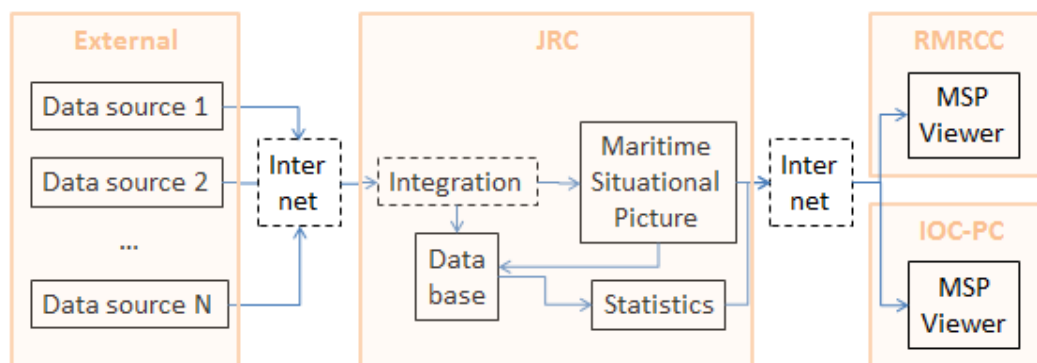 External
Data source 1
Data source 2
...
Data source N
Inter
net
JRC
Integration
Maritime
Situational
Picture
Data
base
Statistics
Inter
net
RMRCC
MSP
Viewer
IOC-PC
MSP
Viewer